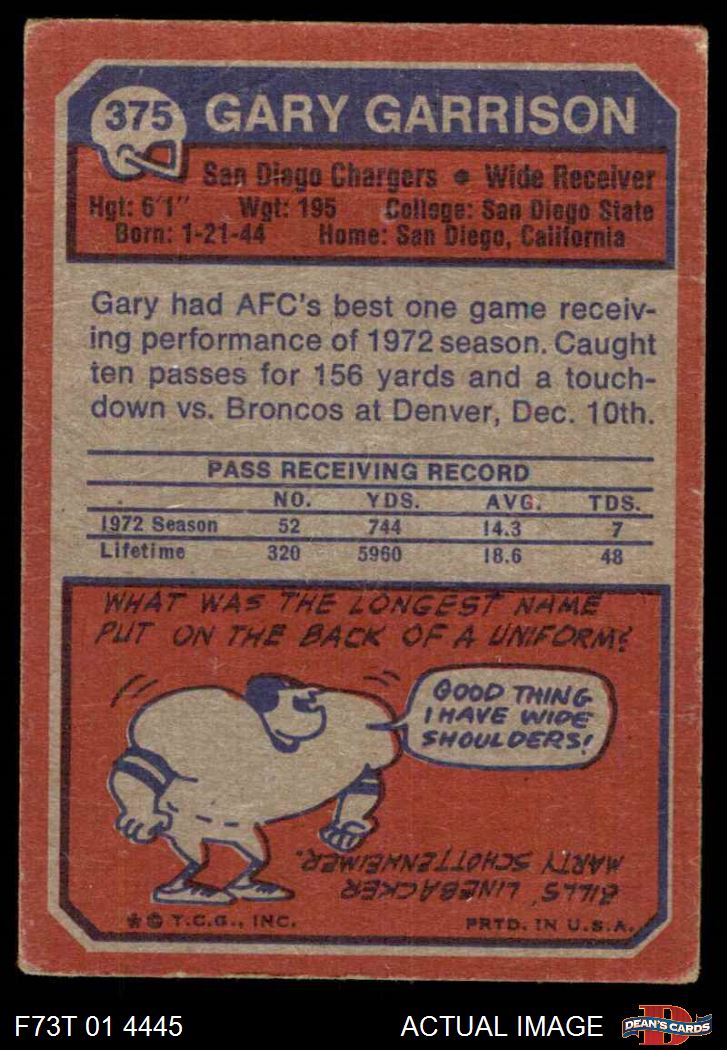 375 GARY GARRISON
San Diego Chargers • Wide Receiver
Hgt: 6'1" Wgt: 195 College: San Diego State
Born: 1-21-44 Home: San Diego, California
Gary had AFC's best one game receiv-
ing performance of 1972 season. Caught
ten passes for 156 yards and a touch-
down vs. Broncos at Denver, Dec. 10th.
PASS RECEIVING RECORD
NO. YDS. AVG. TDS.
1972 Season 52 744 14.3 7
Lifetime 320 5960 18.6 48
WHAT WAS THE LONGEST NAME
PUT ON THE BACK OF A UNIFORM?
GOOD THING
I HAVE WIDE
SHOULDERS!
BILLS' LINEBACKER
MARTY SCHOTTENHEIMER.
* © T.C.G., INC. PRTD. IN U.S.A.
F73T 01 4445 ACTUAL IMAGE D DEAN'S CARDS